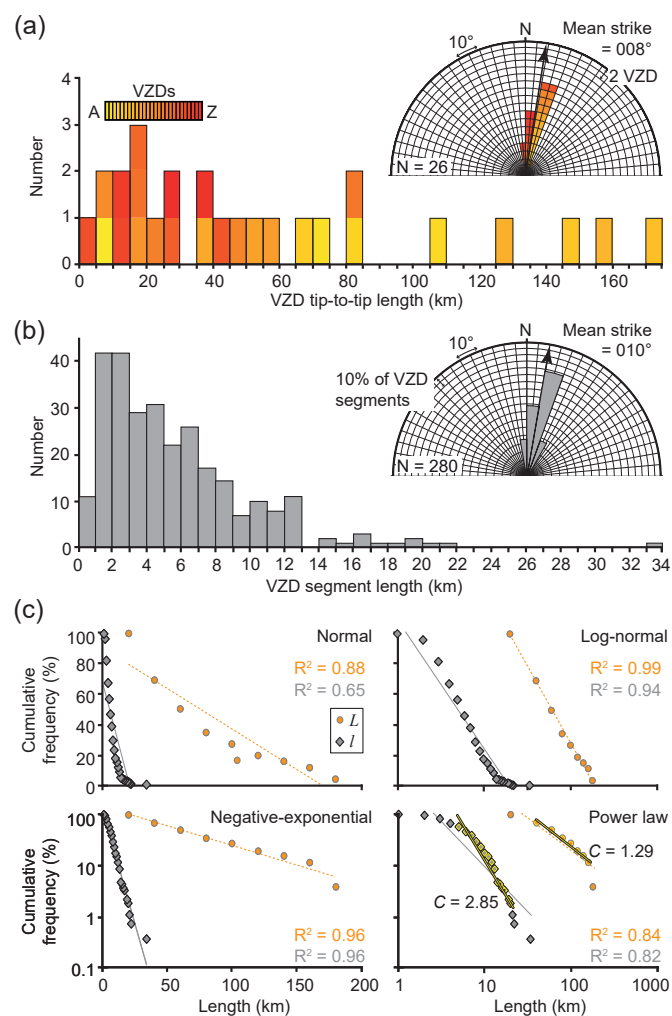 (a)
10°
N
Mean strike
= 008°
2 VZD
N = 26
VZDs
A
Z
Number
4
3
2
1
0
0 20 40 60 80 100 120 140 160
VZD tip-to-tip length (km)
(b)
10°
N
Mean strike
= 010°
10% of VZD
segments
N = 280
Number
40
30
20
10
0
0 2 4 6 8 10 12 14 16 18 20 22 24 26 28 30 32 34
VZD segment length (km)
(c)
Normal
R² = 0.88
R² = 0.65
L
l
Cumulative
frequency (%)
100
80
60
40
20
0
Log-normal
R² = 0.99
R² = 0.94
Negative-exponential
R² = 0.96
R² = 0.96
Cumulative
frequency (%)
100
10
1
0.1
0 50 100 150 200
Length (km)
Power law
C = 1.29
C = 2.85
R² = 0.84
R² = 0.82
1 10 100 1000
Length (km)